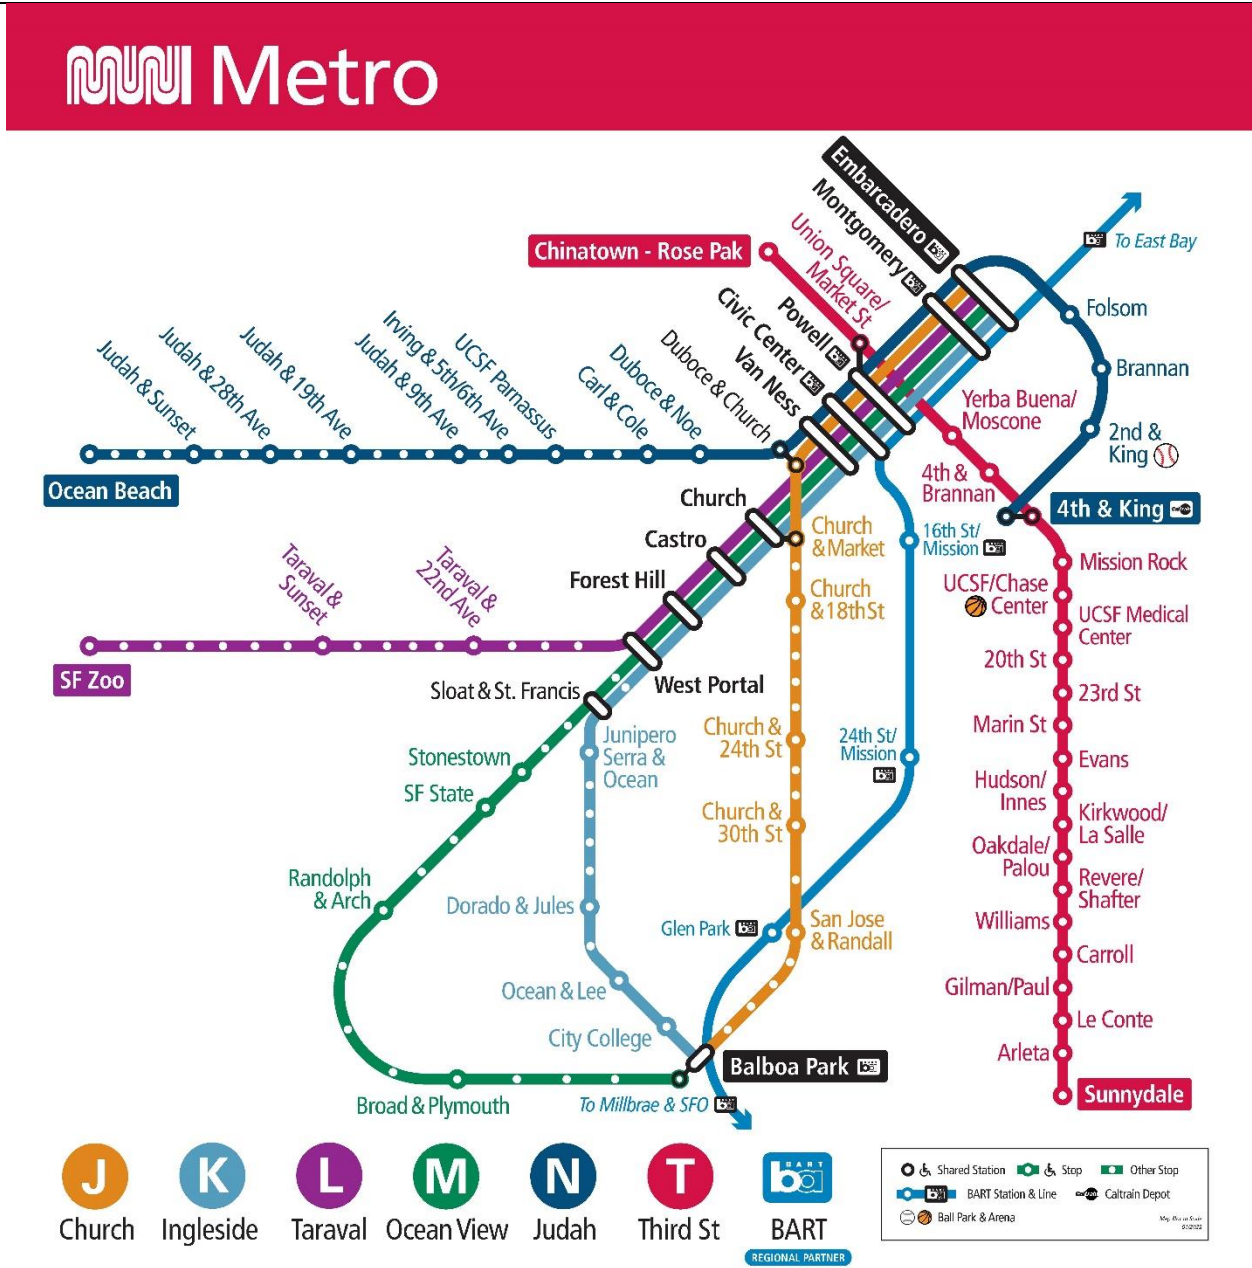 MUNI Metro
Embarcadero
Montgomery
Union Square/
Market St
Powell
Civic Center
Van Ness
Chinatown - Rose Pak
To East Bay
Folsom
Brannan
2nd &
King
4th & King
Yerba Buena/
Moscone
4th &
Brannan
Judah & Sunset
Judah & 28th Ave
Judah & 19th Ave
Judah & 9th Ave
Irving & 5th/6th Ave
UCSF Parnassus
Carl & Cole
Duboce & Noe
Duboce & Church
Ocean Beach
Church
Castro
Forest Hill
West Portal
Church
& Market
Church
& 18th St
16th St/
Mission
Taraval &
Sunset
Taraval &
22nd Ave
SF Zoo
Sloat & St. Francis
Stonestown
SF State
Randolph
& Arch
Broad & Plymouth
Junipero
Serra &
Ocean
Dorado & Jules
Ocean & Lee
City College
Church &
24th St
Church &
30th St
San Jose
& Randall
24th St/
Mission
Glen Park
Balboa Park
To Millbrae & SFO
Mission Rock
UCSF/Chase
Center
UCSF Medical
Center
20th St
23rd St
Marin St
Evans
Hudson/
Innes
Kirkwood/
La Salle
Oakdale/
Palou
Revere/
Shafter
Williams
Carroll
Gilman/Paul
Le Conte
Arleta
Sunnydale
J
Church
K
Ingleside
L
Taraval
M
Ocean View
N
Judah
T
Third St
BART
ba
BART
REGIONAL PARTNER
Shared Station
Stop
Other Stop
BART Station & Line
Caltrain Depot
Ball Park & Arena